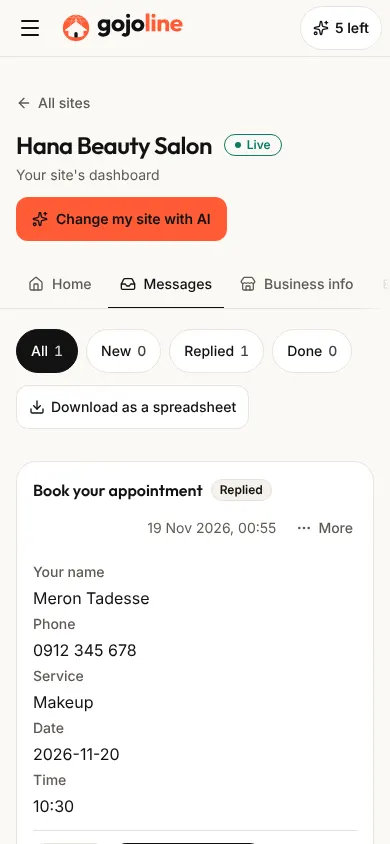 gojoline
5 left
All sites
Hana Beauty Salon Live
Your site's dashboard
Change my site with AI
Home Messages Business info
All 1 New 0 Replied 1 Done 0
Download as a spreadsheet
Book your appointment Replied
19 Nov 2026, 00:55 ··· More
Your name
Meron Tadesse
Phone
0912 345 678
Service
Makeup
Date
2026-11-20
Time
10:30